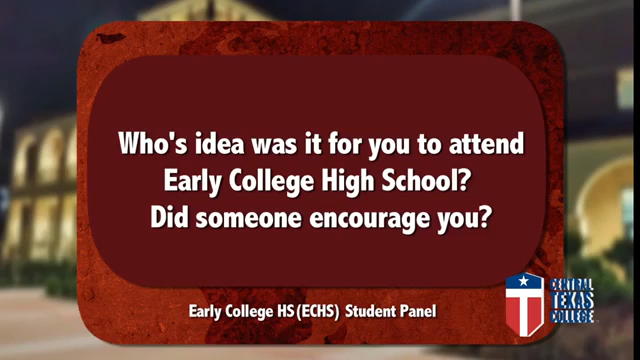 Who's idea was it for you to attend
Early College High School?
Did someone encourage you?
Early College HS (ECHS) Student Panel
CENTRAL
TEXAS
COLLEGE